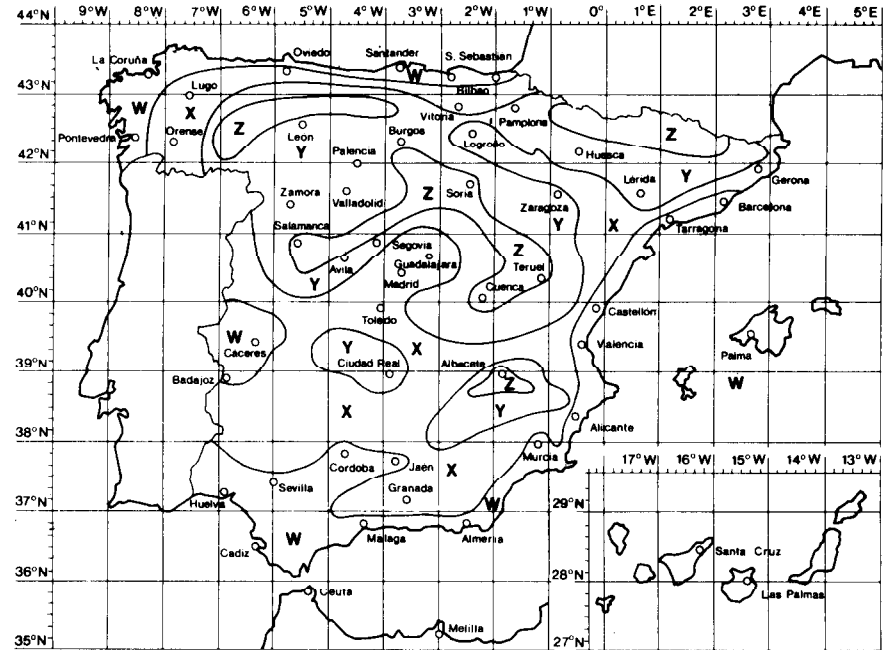 44°N 9°W 8°W 7°W 6°W 5°W 4°W 3°W 2°W 1°W 0° 1°E 2°E 3°E 4°E 5°E
Oviedo
Santander
La Coruña
S. Sebastian
W
43°N
Lugo
Bilbao
W
X
Vitoria
Pamplona
Pontevedra
Orense
Z
Leon
Burgos
Logroño
Z
42°N
Y
Palencia
Huesca
Y
Gerona
Zamora
Valladolid
Z
Soria
Zaragoza
Lérida
Barcelona
41°N
Salamanca
Y
X
Tarragona
Segovia
Z
Avila
Guadalajara
Teruel
Y
Madrid
Cuenca
40°N
Toledo
Castellón
W
Cáceres
Y
X
Valencia
Palma
39°N
Ciudad Real
Albacete
Badajoz
Z
W
X
Y
Alicante
38°N
Murcia
Cordoba
Jaén
X
17°W 16°W 15°W 14°W 13°W
Sevilla
Granada
37°N
Huelva
W
29°N
W
Cadiz
Malaga
Almeria
Santa Cruz
36°N
28°N
Ceuta
Las Palmas
Melilla
35°N
27°N